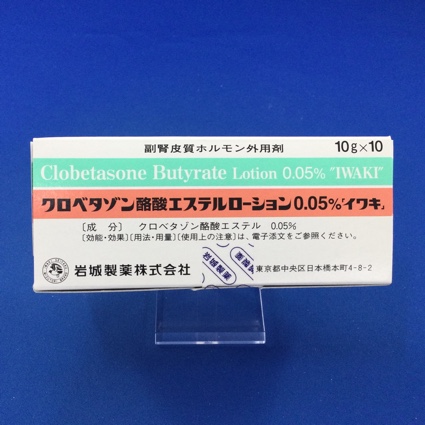 副腎皮質ホルモン外用剤
10g×10
Clobetasone Butyrate Lotion 0.05% "IWAKI"
クロベタゾン酪酸エステルローション0.05%「イワキ」
〔成　分〕 クロベタゾン酪酸エステル 0.05%
〔効能・効果〕〔用法・用量〕〔使用上の注意〕は、電子添文をご参照ください。
岩城製薬株式会社
東京都中央区日本橋本町4-8-2